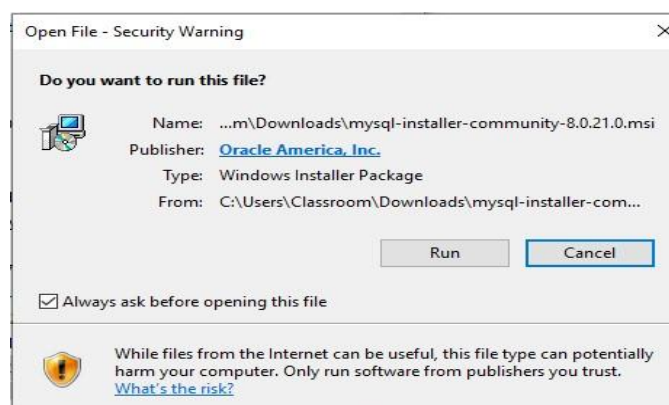 Open File - Security Warning
Do you want to run this file?
Name: ...m\Downloads\mysql-installer-community-8.0.21.0.msi
Publisher: Oracle America, Inc.
Type: Windows Installer Package
From: C:\Users\Classroom\Downloads\mysql-installer-com...
Run Cancel
Always ask before opening this file
While files from the Internet can be useful, this file type can potentially
harm your computer. Only run software from publishers you trust.
What's the risk?